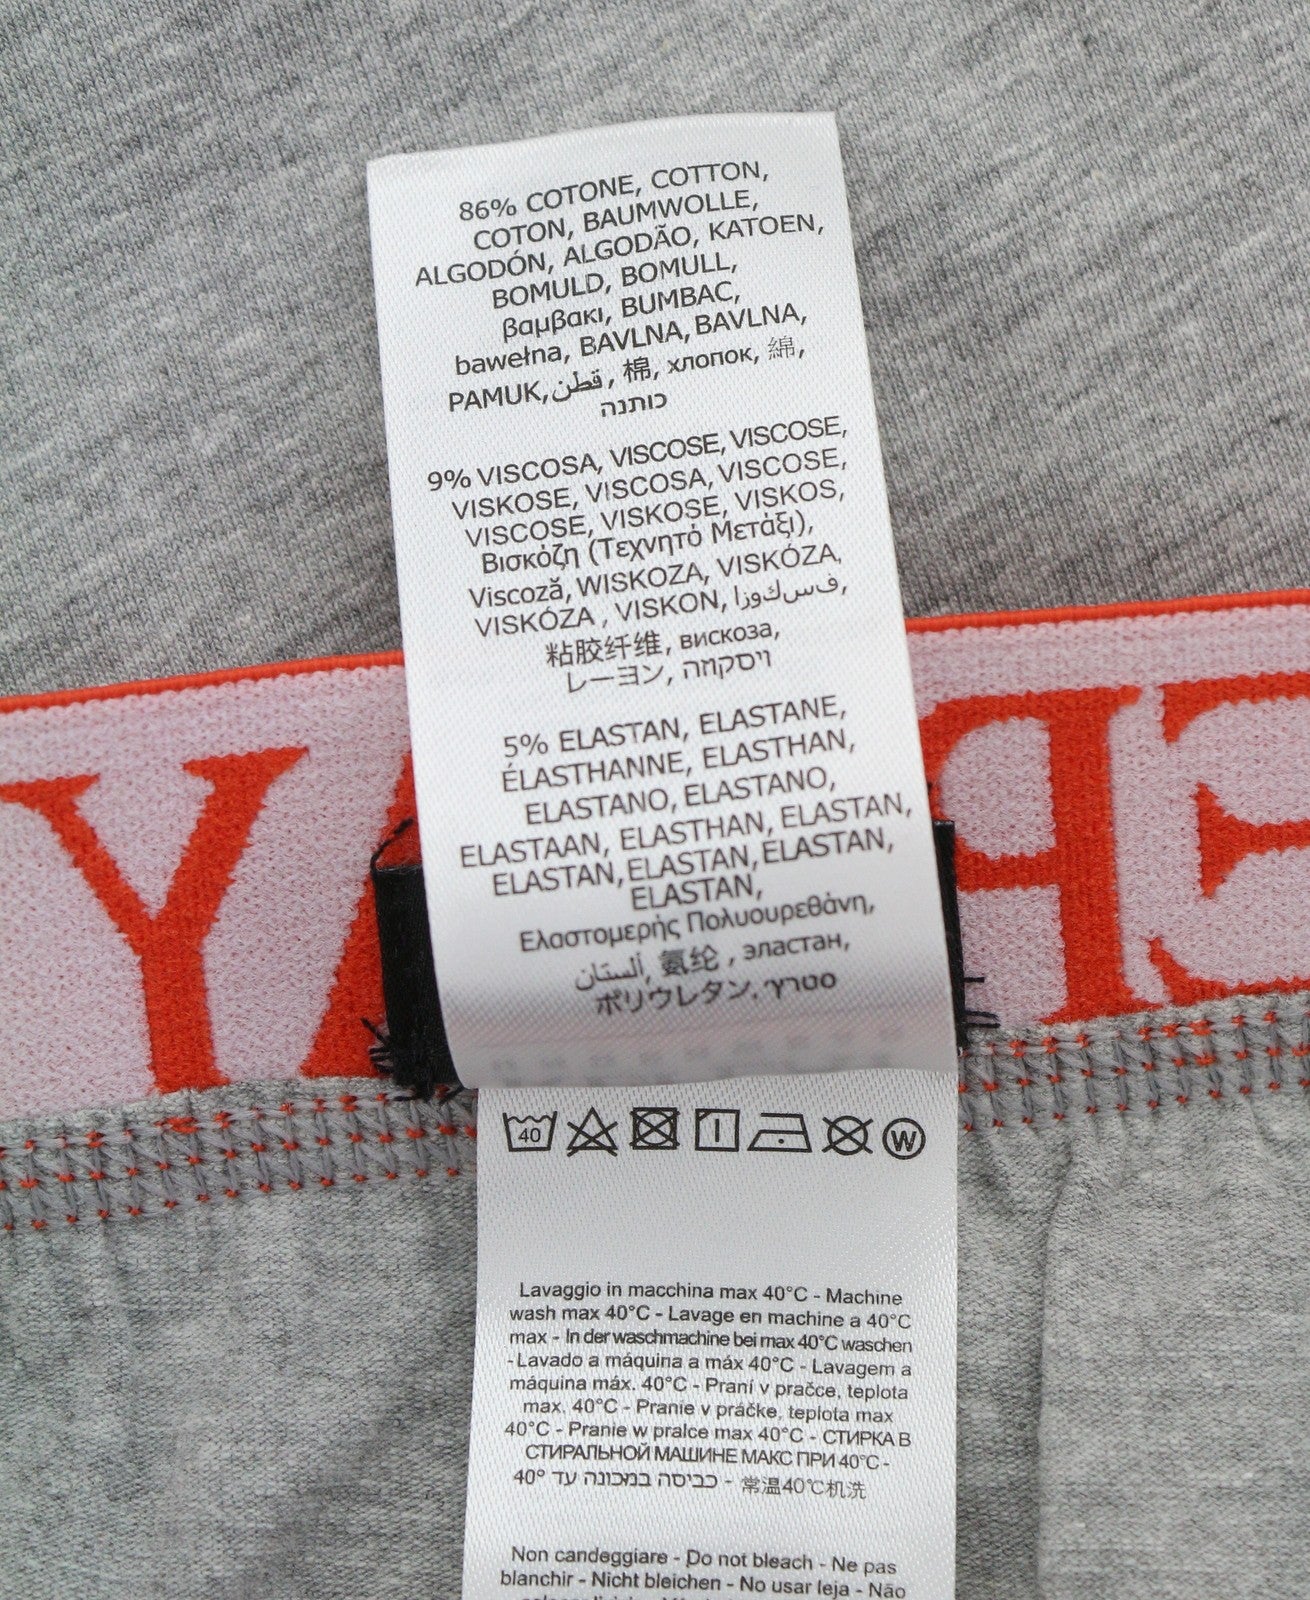 86% COTONE, COTTON,
COTON, BAUMWOLLE,
ALGODÓN, ALGODÃO, KATOEN,
BOMULD, BOMULL,
βαμβακι, BUMBAC,
bawełna, BAVLNA, BAVLNA,
PAMUK, قطن, 棉, хлопок, 綿,
כותנה
9% VISCOSA, VISCOSE, VISCOSE,
VISKOSE, VISCOSA, VISCOSE,
VISCOSE, VISKOSE, VISKOS,
Βισκόζη (Τεχνητό Μετάξι),
Viscoză, WISKOZA, VISKÓZA,
VISKÓZA , VISKON, فسكوزا,
粘胶纤维, вискоза,
レーヨン, ויסקוזה
5% ELASTAN, ELASTANE,
ÉLASTHANNE, ELASTHAN,
ELASTANO, ELASTANO,
ELASTAAN, ELASTHAN, ELASTAN,
ELASTAN, ELASTAN, ELASTAN,
ELASTAN,
Ελαστομερής Πολυουρεθάνη,
ألستان, 氨纶 , эластан,
ポリウレタン, סטרץ'
YA
PE
40
W
Lavaggio in macchina max 40°C - Machine
wash max 40°C - Lavage en machine a 40°C
max - In der waschmachine bei max 40°C waschen
- Lavado a máquina a máx 40°C - Lavagem a
máquina máx. 40°C - Praní v pračce, teplota
max. 40°C - Pranie v práčke, teplota max
40°C - Pranie w pralce max 40°C - СТИРКА В
СТИРАЛЬНОЙ МАШИНЕ МАКС ПРИ 40°C -
כביסה במכונה עד 40° - 常温40℃机洗
Non candeggiare - Do not bleach - Ne pas
blanchir - Nicht bleichen - No usar leja - Não